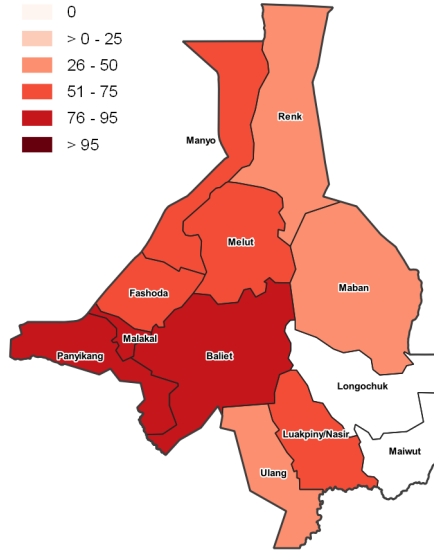 0
> 0 - 25
26 - 50
51 - 75
76 - 95
> 95
Renk
Manyo
Melut
Maban
Fashoda
Malakal
Panyikang
Baliet
Longochuk
Luakpiny/Nasir
Maiwut
Ulang